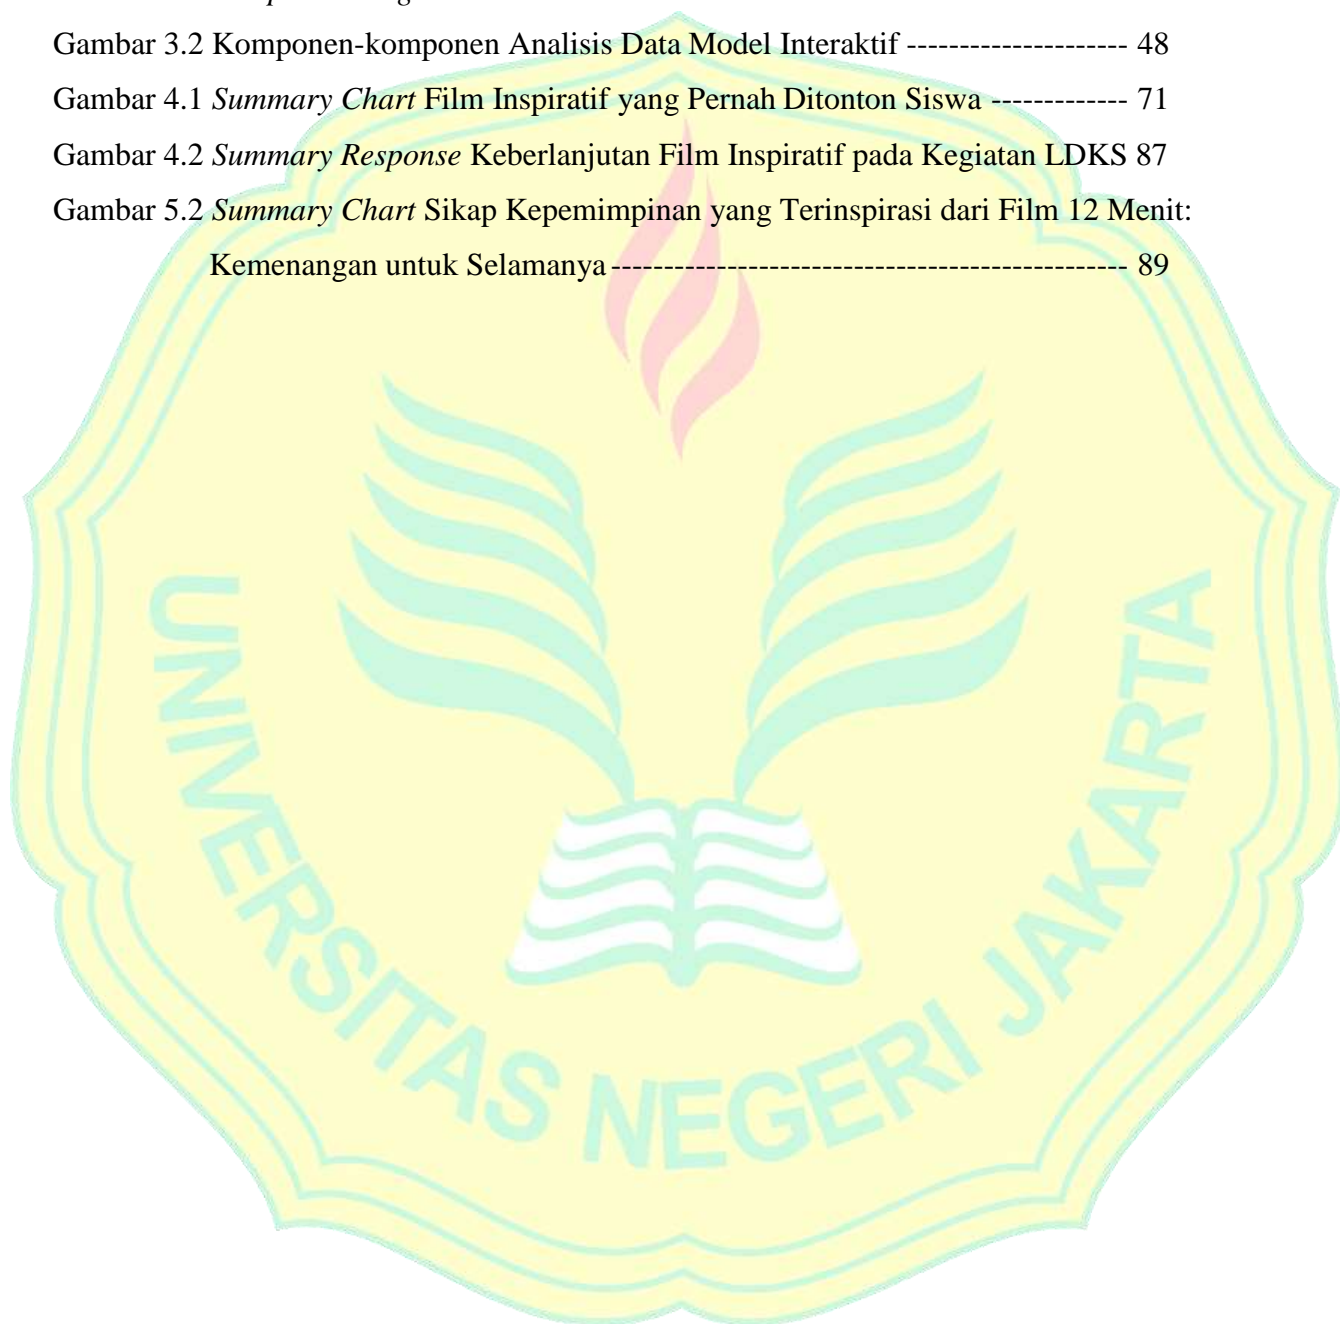 Gambar 3.2 Komponen-komponen Analisis Data Model Interaktif --------------------- 48
Gambar 4.1 Summary Chart Film Inspiratif yang Pernah Ditonton Siswa ------------- 71
Gambar 4.2 Summary Response Keberlanjutan Film Inspiratif pada Kegiatan LDKS 87
Gambar 5.2 Summary Chart Sikap Kepemimpinan yang Terinspirasi dari Film 12 Menit:
Kemenangan untuk Selamanya ------------------------------------------------- 89
UNIVERSITAS NEGERI JAKARTA